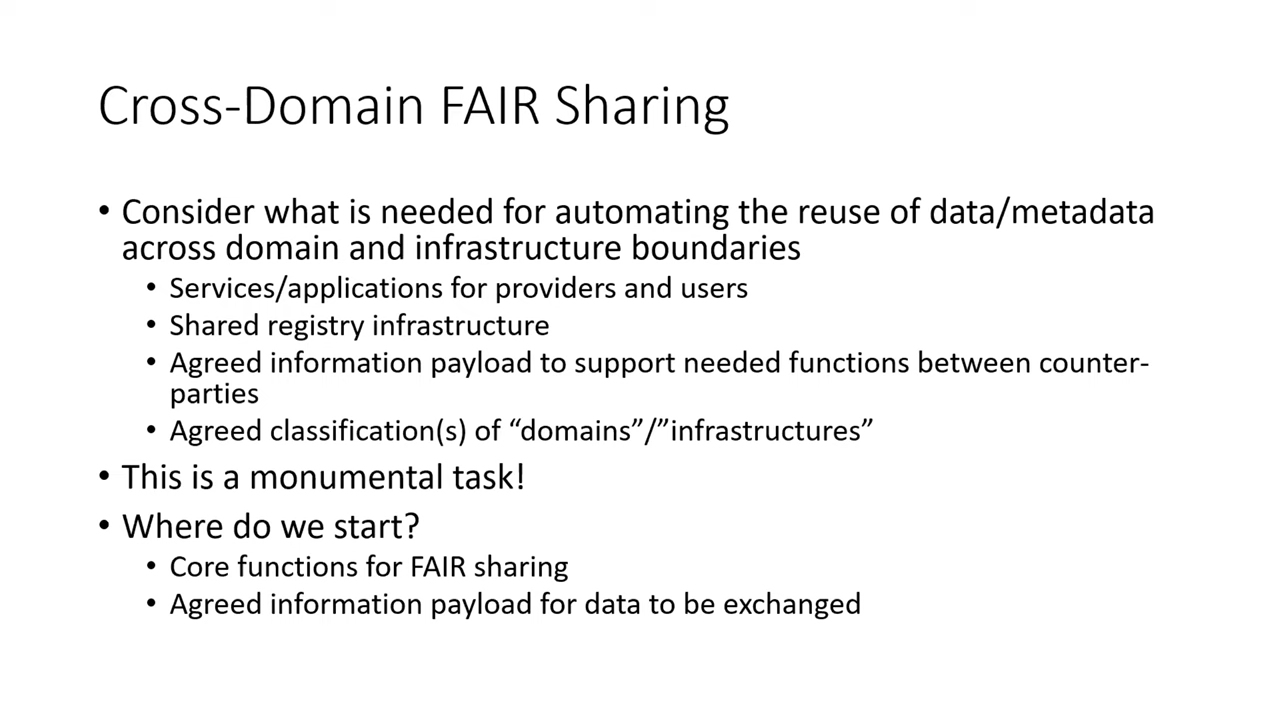 Cross-Domain FAIR Sharing
• Consider what is needed for automating the reuse of data/metadata
across domain and infrastructure boundaries
• Services/applications for providers and users
• Shared registry infrastructure
• Agreed information payload to support needed functions between counter-
parties
• Agreed classification(s) of “domains”/”infrastructures”
• This is a monumental task!
• Where do we start?
• Core functions for FAIR sharing
• Agreed information payload for data to be exchanged